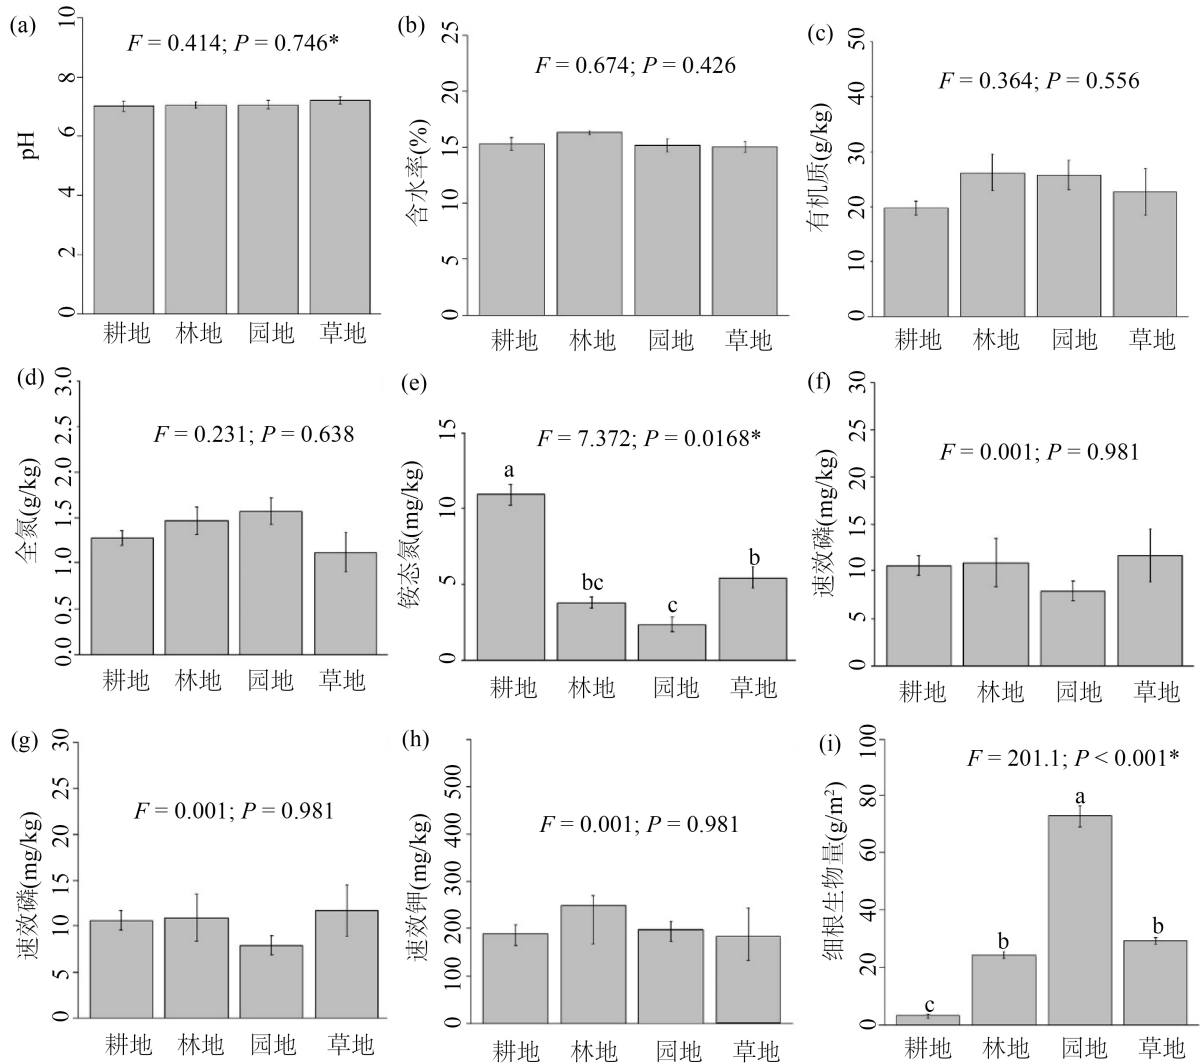 (a)
F = 0.414; P = 0.746*
pH
0
2
4
6
8
10
耕地 林地 园地 草地
(b)
F = 0.674; P = 0.426
含水率(%)
0
5
10
15
20
25
耕地 林地 园地 草地
(c)
F = 0.364; P = 0.556
有机质(g/kg)
0
10
20
30
40
50
耕地 林地 园地 草地
(d)
F = 0.231; P = 0.638
全氮(g/kg)
0.0
0.5
1.0
1.5
2.0
2.5
3.0
耕地 林地 园地 草地
(e)
F = 7.372; P = 0.0168*
铵态氮(mg/kg)
0
5
10
15
a
bc
c
b
耕地 林地 园地 草地
(f)
F = 0.001; P = 0.981
速效磷(mg/kg)
0
5
10
15
20
25
30
耕地 林地 园地 草地
(g)
F = 0.001; P = 0.981
速效磷(mg/kg)
0
5
10
15
20
25
30
耕地 林地 园地 草地
(h)
F = 0.001; P = 0.981
速效钾(mg/kg)
0
100
200
300
400
500
耕地 林地 园地 草地
(i)
F = 201.1; P < 0.001*
细根生物量(g/m²)
0
20
40
60
80
100
c
b
a
b
耕地 林地 园地 草地